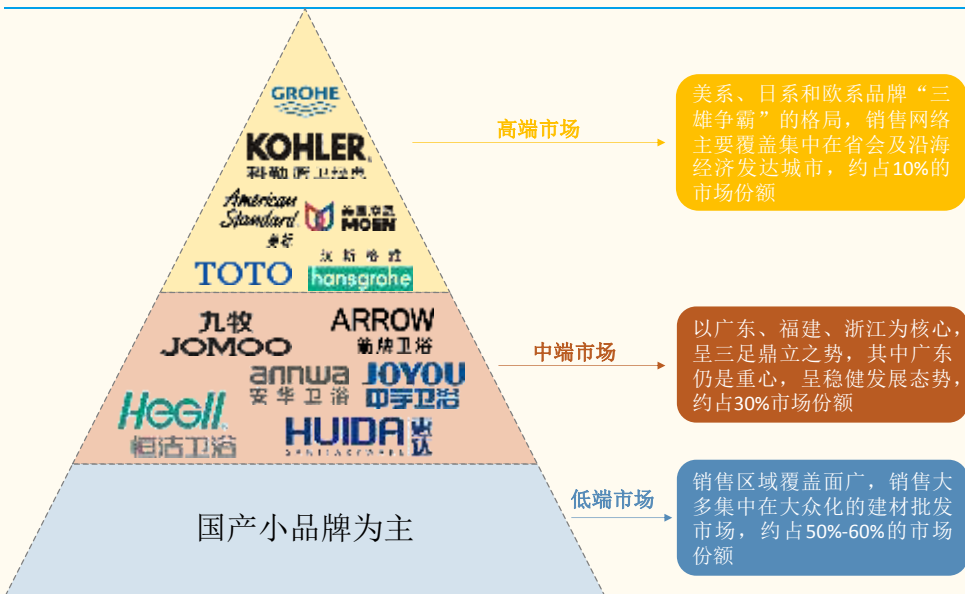 GROHE
KOHLER
科勒厨卫经典
American
Standard
美标
MOEN
TOTO
汉斯格雅
hansgrohe
高端市场
美系、日系和欧系品牌“三
雄争霸”的格局，销售网络
主要覆盖集中在省会及沿海
经济发达城市，约占10%的
市场份额
九牧
JOMOO
ARROW
箭牌卫浴
annwa
安华卫浴
JOYOU
中宇卫浴
HeGII
恒洁卫浴
HUIDA
惠达
中端市场
以广东、福建、浙江为核心，
呈三足鼎立之势，其中广东
仍是重心，呈稳健发展态势，
约占30%市场份额
国产小品牌为主
低端市场
销售区域覆盖面广，销售大
多集中在大众化的建材批发
市场，约占50%-60%的市场
份额